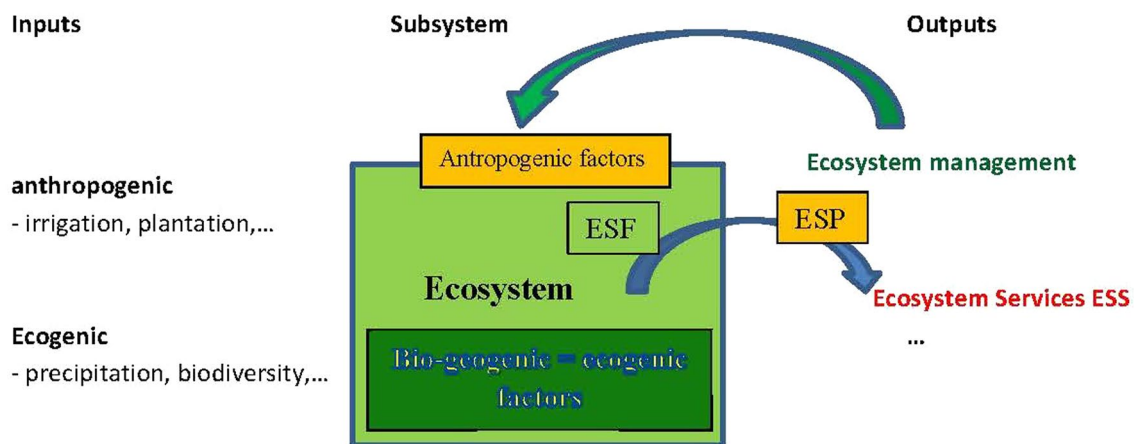 Inputs
Subsystem
Outputs
Antropogenic factors
Ecosystem management
anthropogenic
- irrigation, plantation,...
ESF
ESP
Ecosystem
Ecosystem Services ESS
...
Ecogenic
- precipitation, biodiversity,...
Bio-geogenic = ecogenic
factors